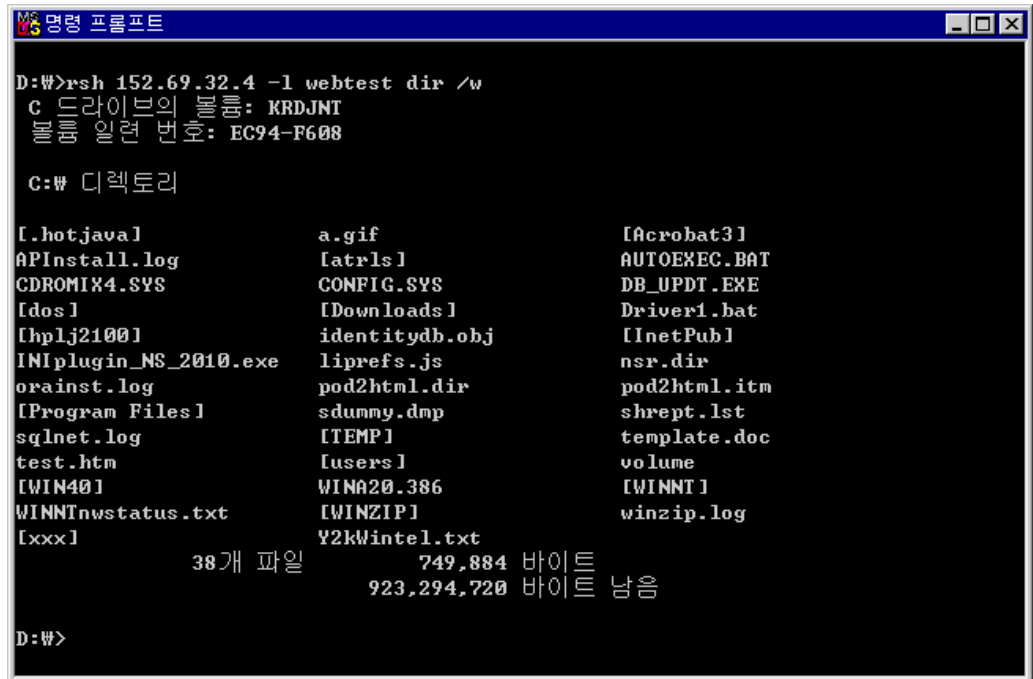 명령 프롬프트
D:₩>rsh 152.69.32.4 -l webtest dir /w
C 드라이브의 볼륨: KRDJNT
볼륨 일련 번호: EC94-F608
C:₩ 디렉토리
[.hotjava] a.gif [Acrobat3]
APInstall.log [atrls] AUTOEXEC.BAT
CDROMIX4.SYS CONFIG.SYS DB_UPDT.EXE
[dos] [Downloads] Driver1.bat
[hplj2100] identitydb.obj [InetPub]
INIplugin_NS_2010.exe liprefs.js nsr.dir
orainst.log pod2html.dir pod2html.itm
[Program Files] sdummy.dmp shrept.lst
sqlnet.log [TEMP] template.doc
test.htm [users] volume
[WIN40] WINA20.386 [WINNT]
WINNTnwstatus.txt [WINZIP] winzip.log
[xxx] Y2kWintel.txt
38개 파일 749,884 바이트
923,294,720 바이트 남음
D:₩>